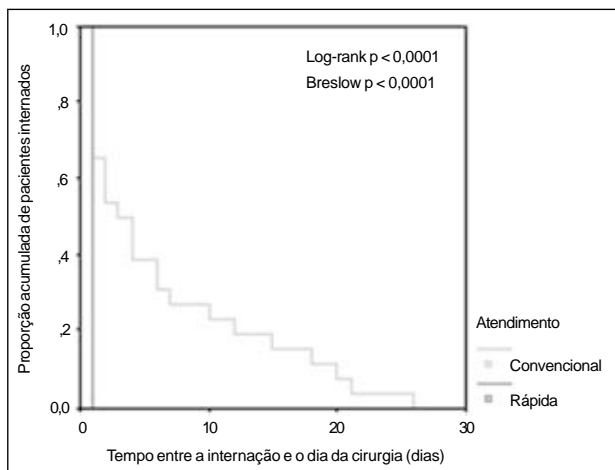 Log-rank p < 0,0001
Breslow p < 0,0001
Proporção acumulada de pacientes internados
1,0
,8
,6
,4
,2
0,0
0
10
20
30
Tempo entre a internação e o dia da cirurgia (dias)
Atendimento
Convencional
Rápida